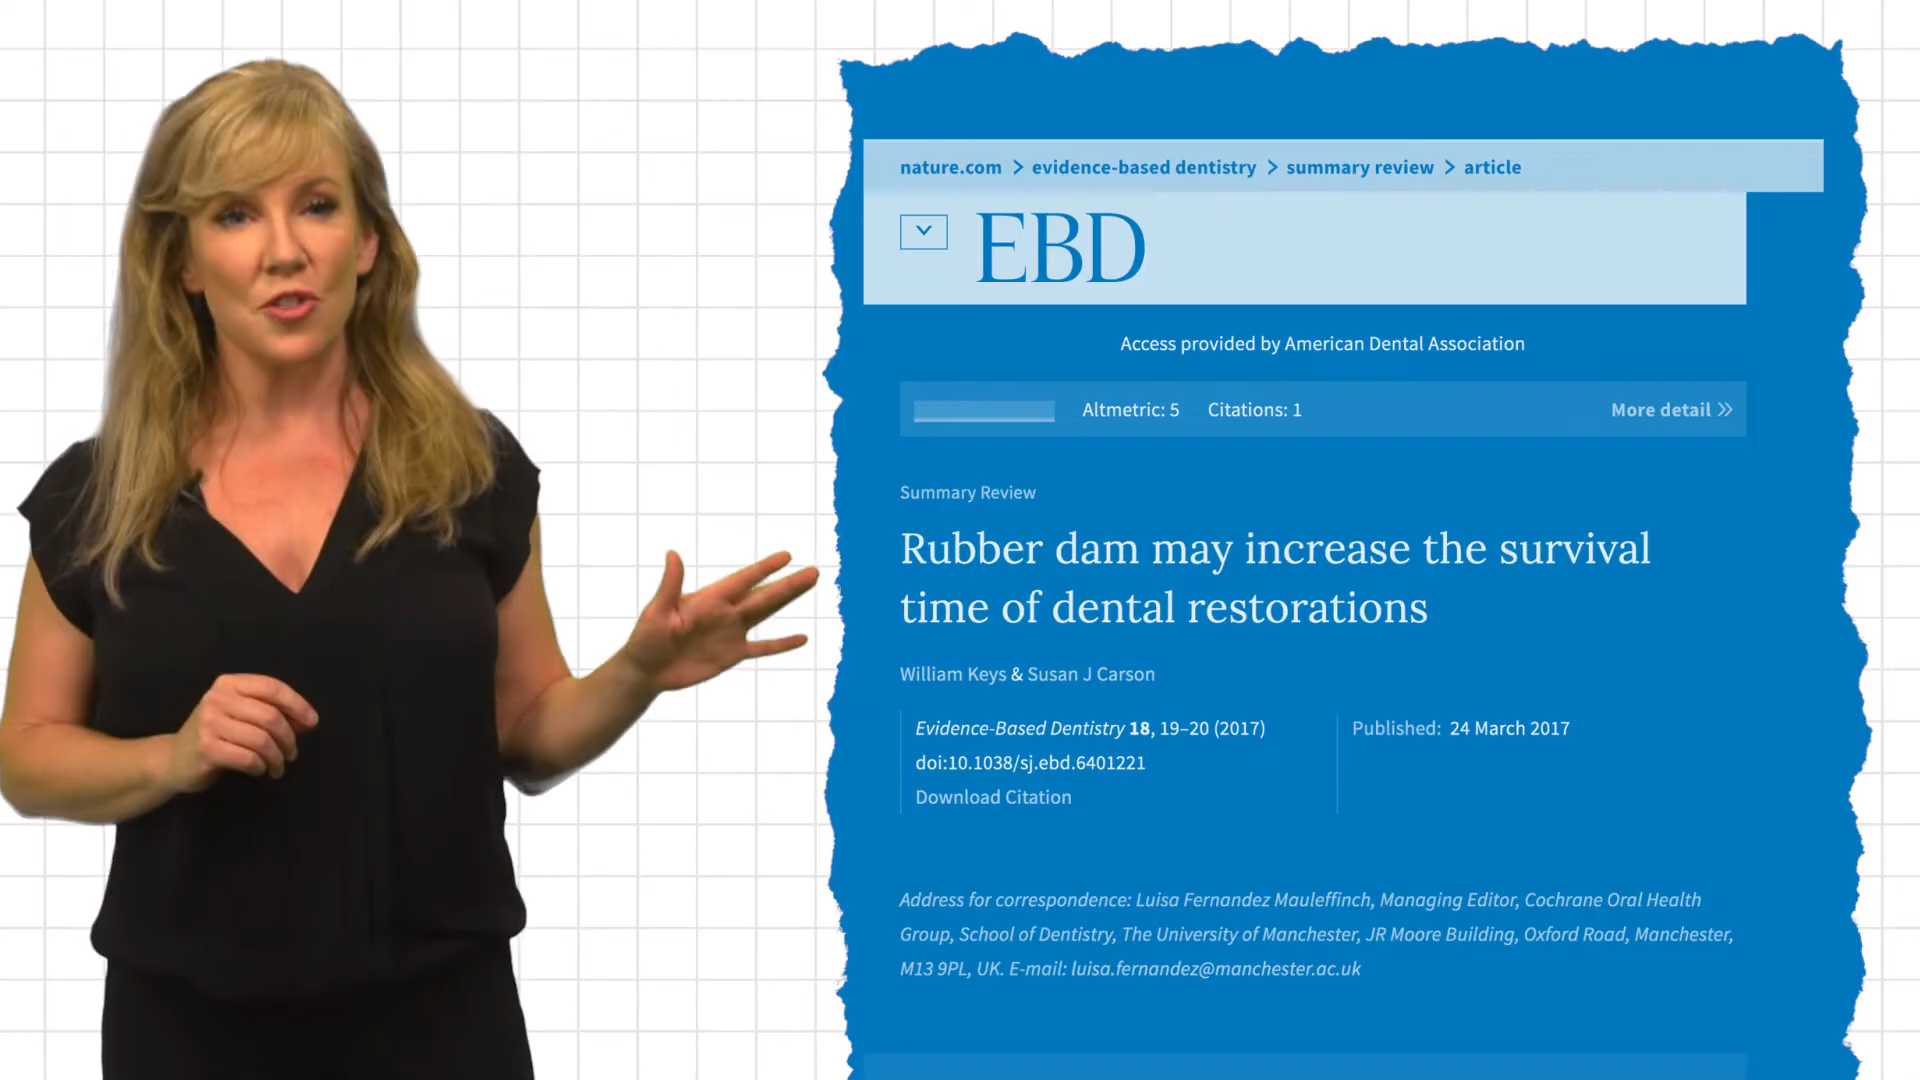 nature.com > evidence-based dentistry > summary review > article
EBD
Access provided by American Dental Association
Altmetric: 5 Citations: 1 More detail >>
Summary Review
Rubber dam may increase the survival
time of dental restorations
William Keys & Susan J Carson
Evidence-Based Dentistry 18, 19–20 (2017) Published: 24 March 2017
doi:10.1038/sj.ebd.6401221
Download Citation
Address for correspondence: Luisa Fernandez Mauleffinch, Managing Editor, Cochrane Oral Health
Group, School of Dentistry, The University of Manchester, JR Moore Building, Oxford Road, Manchester,
M13 9PL, UK. E-mail: luisa.fernandez@manchester.ac.uk